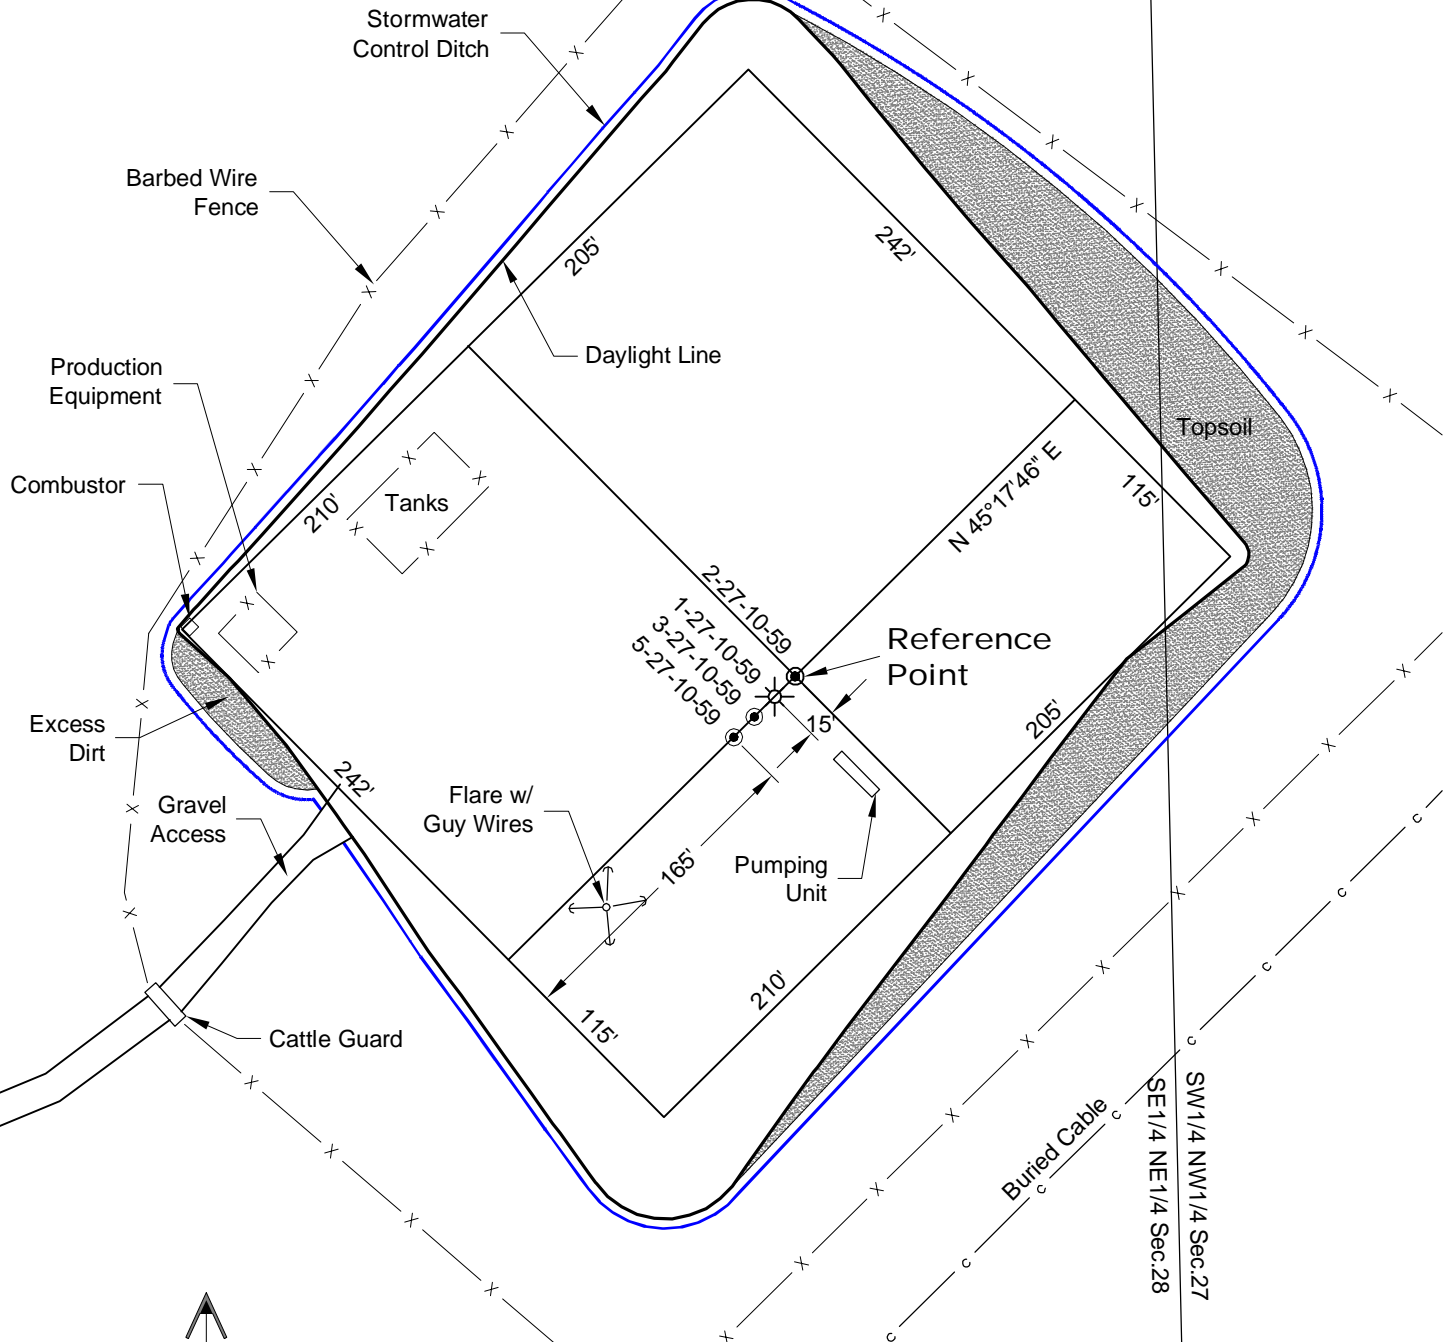 Stormwater
Control Ditch
Barbed Wire
Fence
205'
242'
Daylight Line
Production
Equipment
Topsoil
Combustor
210'
Tanks
N 45°17'46" E
115'
2-27-10-59
1-27-10-59
3-27-10-59
5-27-10-59
Reference
Point
15'
205'
Excess
Dirt
242'
Gravel
Access
Flare w/
Guy Wires
165'
Pumping
Unit
210'
115'
Cattle Guard
Buried Cable
SW1/4 NW1/4 Sec.27
SE1/4 NE1/4 Sec.28